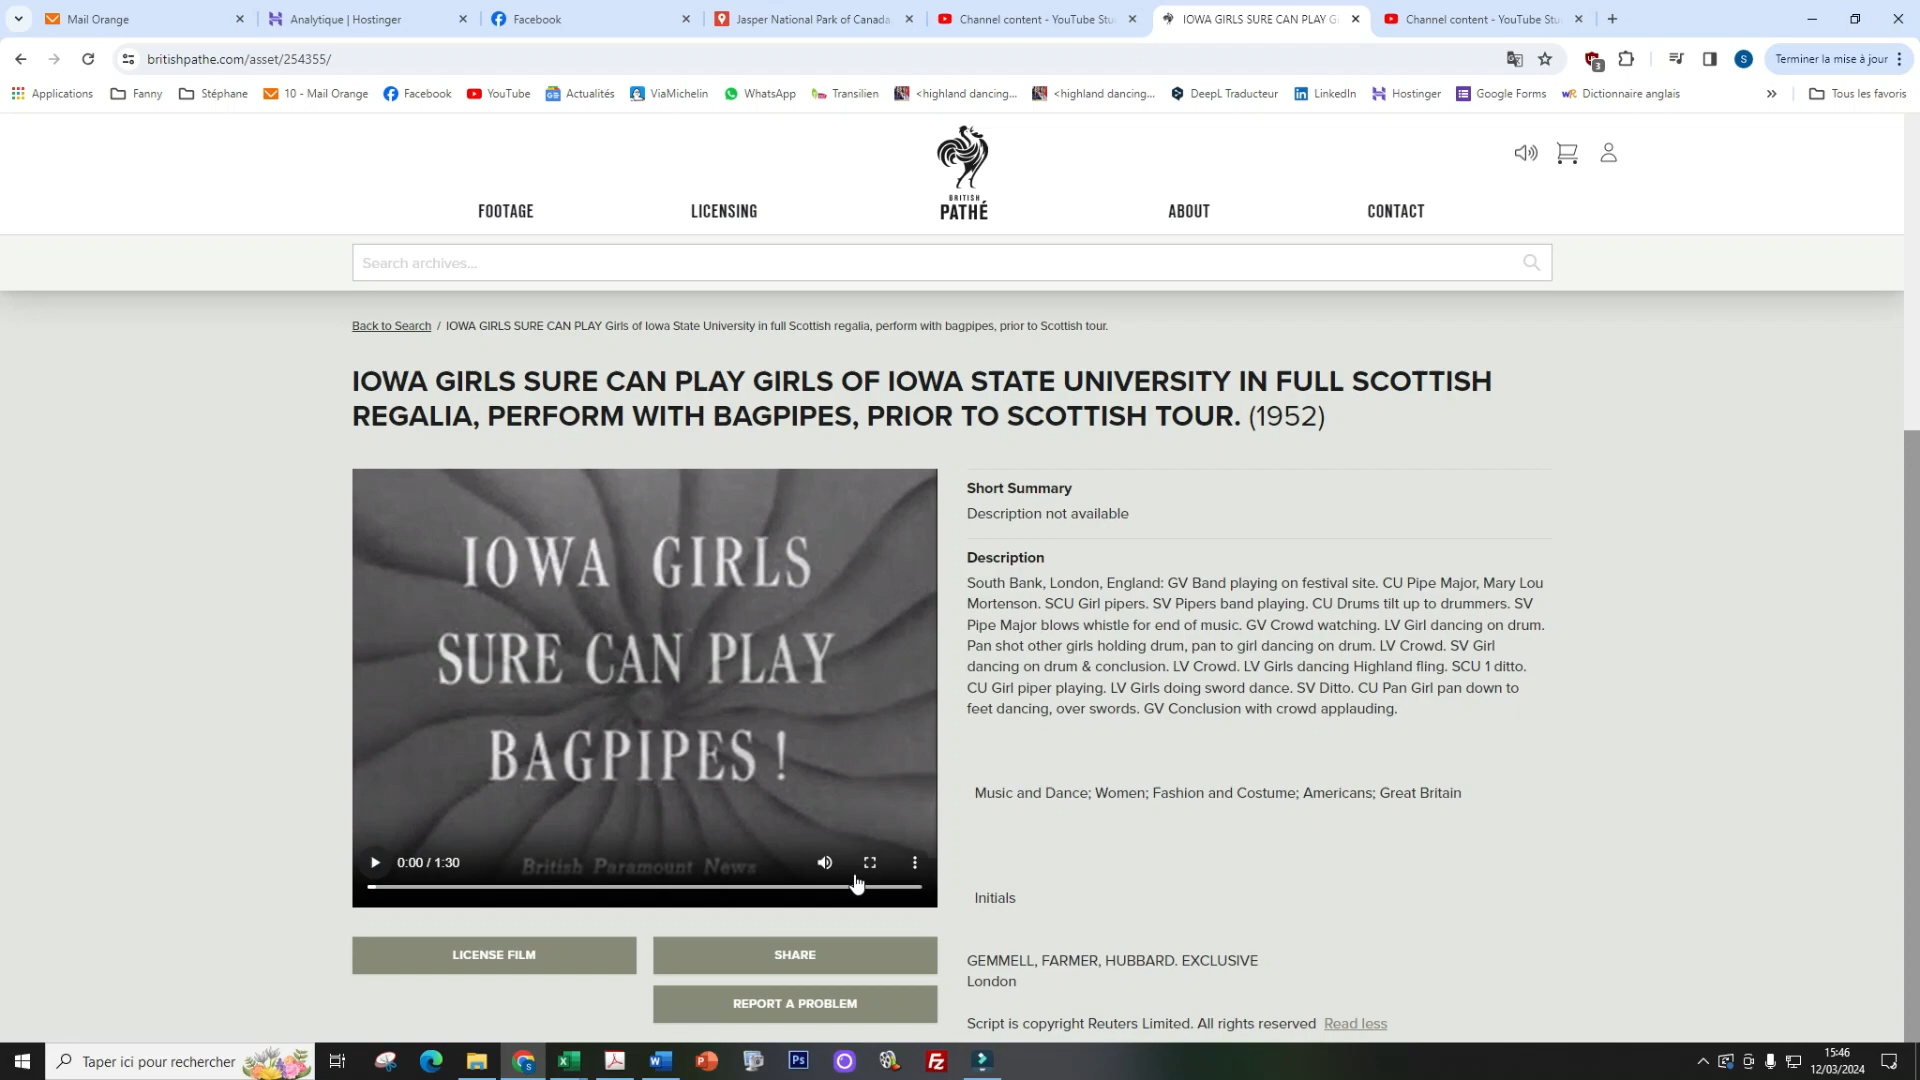 Mail Orange
Analytique | Hostinger
Facebook
Jasper National Park of Canada
Channel content - YouTube Stu
IOWA GIRLS SURE CAN PLAY G
Channel content - YouTube Stu
britishpathe.com/asset/254355/
3
S
Terminer la mise à jour
Applications
Fanny
Stéphane
10 - Mail Orange
Facebook
YouTube
Actualités
ViaMichelin
WhatsApp
Transilien
<highland dancing...
<highland dancing...
DeepL Traducteur
LinkedIn
Hostinger
Google Forms
Dictionnaire anglais
»
Tous les favoris
BRITISH
PATHÉ
FOOTAGE
LICENSING
ABOUT
CONTACT
Search archives...
Back to Search / IOWA GIRLS SURE CAN PLAY Girls of Iowa State University in full Scottish regalia, perform with bagpipes, prior to Scottish tour.
IOWA GIRLS SURE CAN PLAY GIRLS OF IOWA STATE UNIVERSITY IN FULL SCOTTISH
REGALIA, PERFORM WITH BAGPIPES, PRIOR TO SCOTTISH TOUR. (1952)
IOWA GIRLS
SURE CAN PLAY
BAGPIPES !
British Paramount News
0:00 / 1:30
LICENSE FILM
SHARE
REPORT A PROBLEM
Short Summary
Description not available
Description
South Bank, London, England: GV Band playing on festival site. CU Pipe Major, Mary Lou
Mortenson. SCU Girl pipers. SV Pipers band playing. CU Drums tilt up to drummers. SV
Pipe Major blows whistle for end of music. GV Crowd watching. LV Girl dancing on drum.
Pan shot other girls holding drum, pan to girl dancing on drum. LV Crowd. SV Girl
dancing on drum & conclusion. LV Crowd. LV Girls dancing Highland fling. SCU 1 ditto.
CU Girl piper playing. LV Girls doing sword dance. SV Ditto. CU Pan Girl pan down to
feet dancing, over swords. GV Conclusion with crowd applauding.
Music and Dance; Women; Fashion and Costume; Americans; Great Britain
Initials
GEMMELL, FARMER, HUBBARD. EXCLUSIVE
London
Script is copyright Reuters Limited. All rights reserved Read less
Taper ici pour rechercher
15:46
12/03/2024